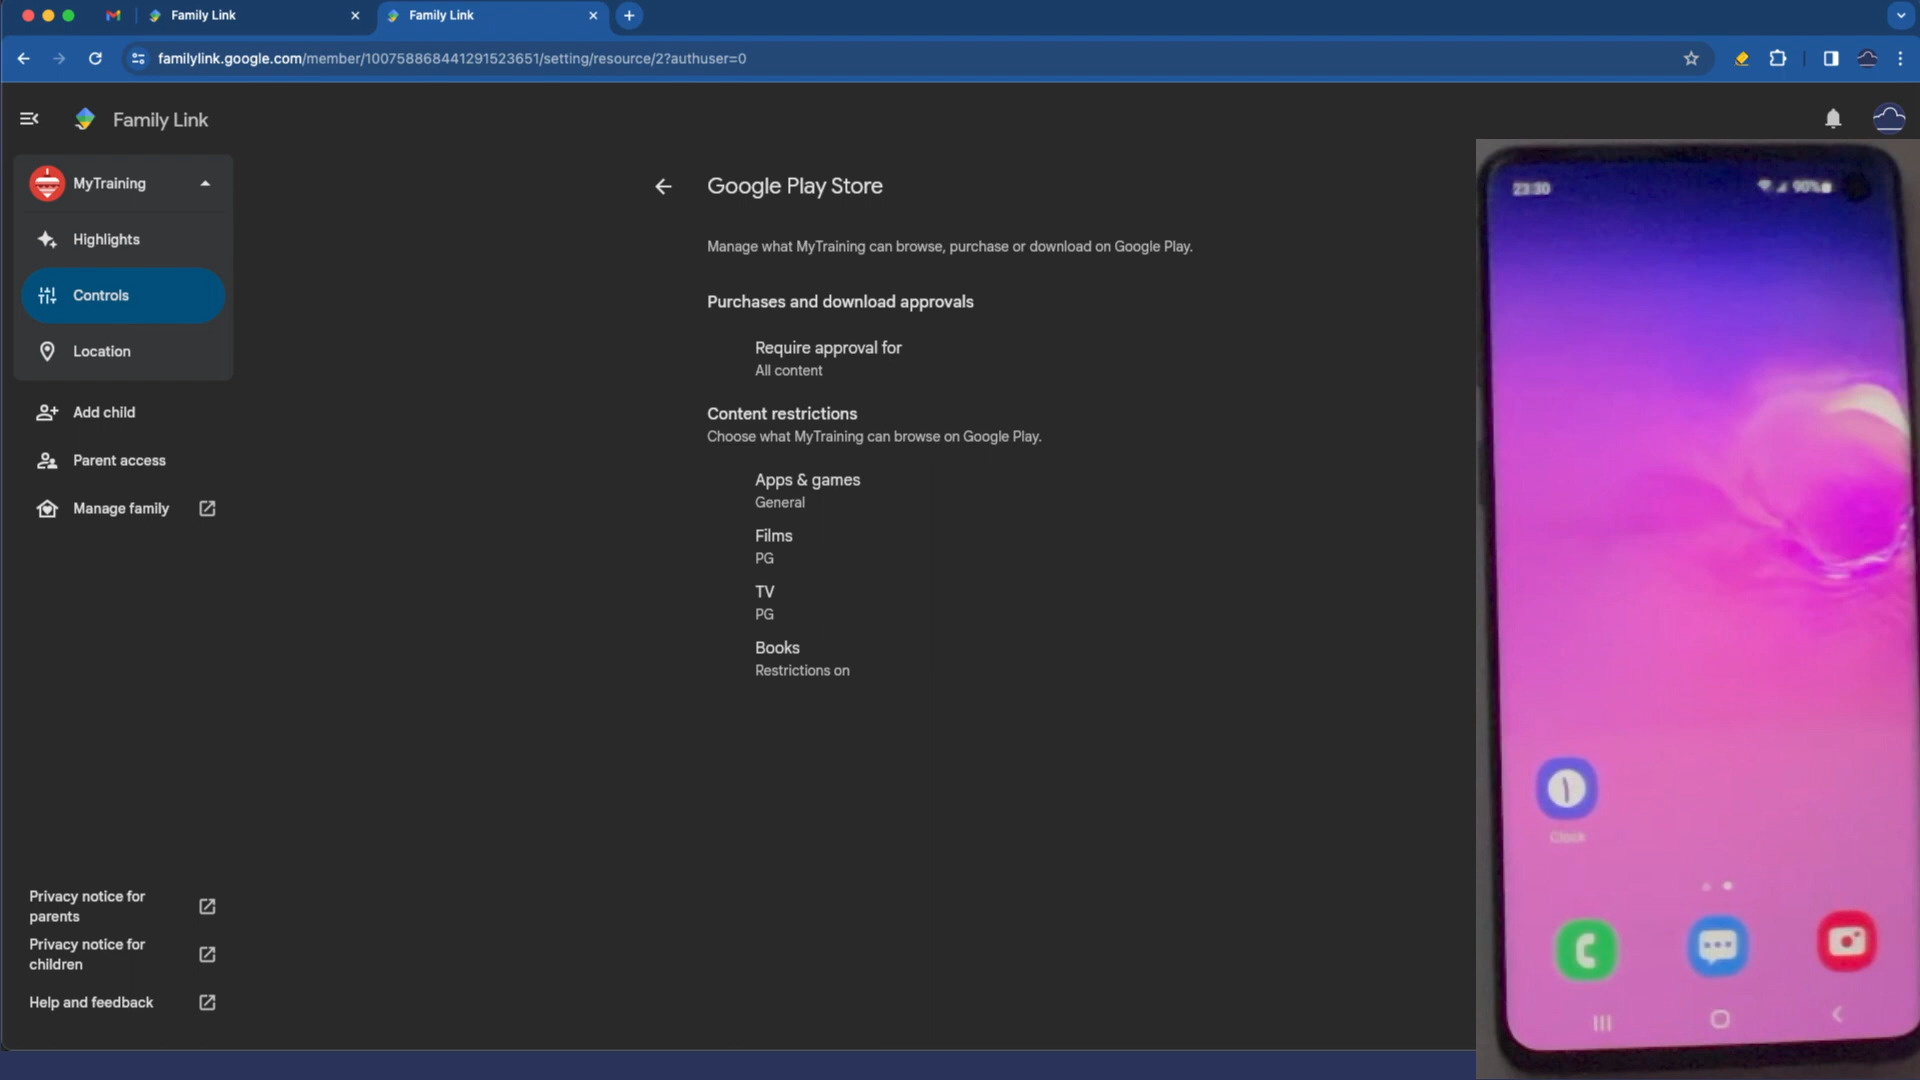 Family Link
Family Link
familylink.google.com/member/100758868441291523651/setting/resource/2?authuser=0
Family Link
MyTraining
Highlights
Controls
Location
Add child
Parent access
Manage family
Privacy notice for
parents
Privacy notice for
children
Help and feedback
Google Play Store
Manage what MyTraining can browse, purchase or download on Google Play.
Purchases and download approvals
Require approval for
All content
Content restrictions
Choose what MyTraining can browse on Google Play.
Apps & games
General
Films
PG
TV
PG
Books
Restrictions on
23:30
90%
Clock